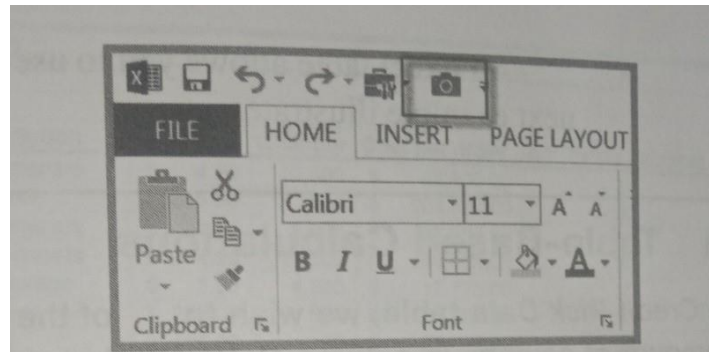 FILE HOME INSERT PAGE LAYOUT
Calibri 11 A A
Paste B I U A
Clipboard Font